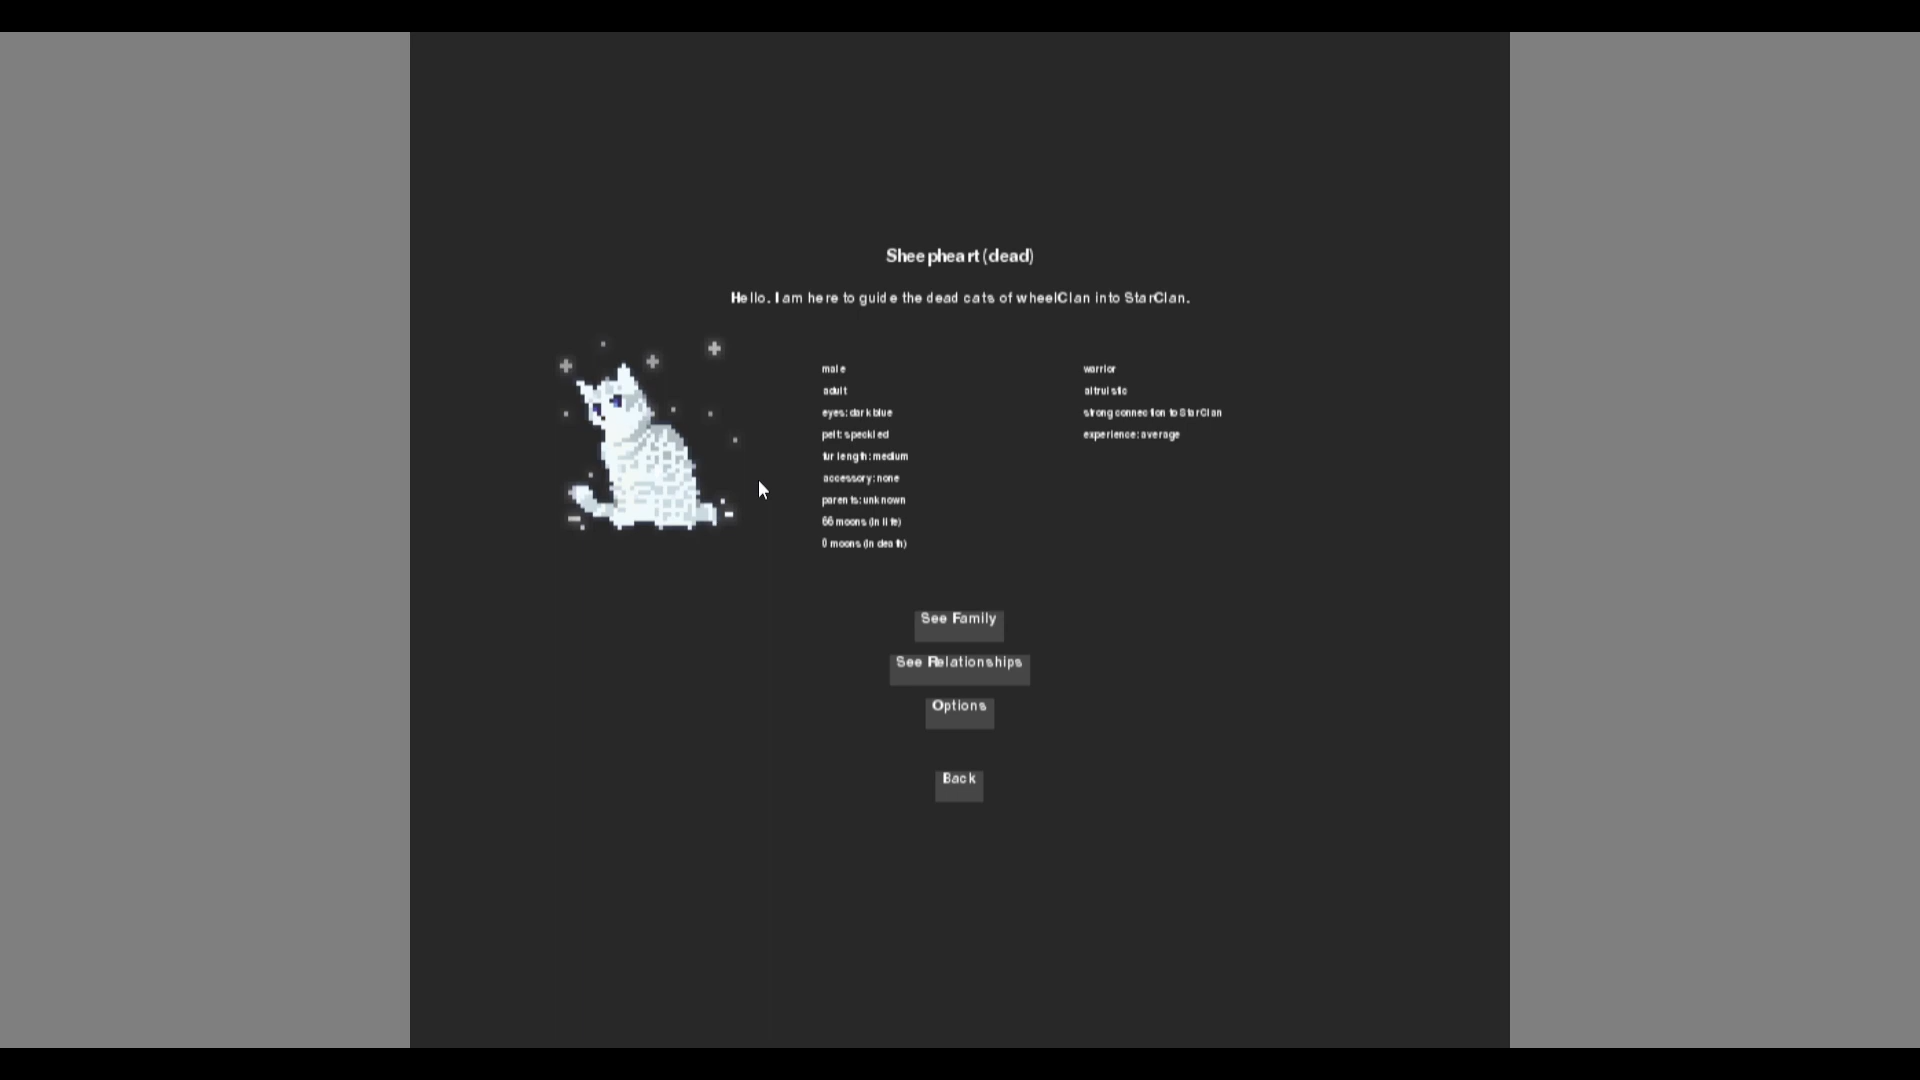 Sheepheart (dead)
Hello. I am here to guide the dead cats of wheelClan into StarClan.
male
adult
eyes: dark blue
pelt: speckled
fur length: medium
accessory: none
parents: unknown
66 moons (in life)
0 moons (in death)
warrior
altruistic
strong connection to StarClan
experience: average
See Family
See Relationships
Options
Back